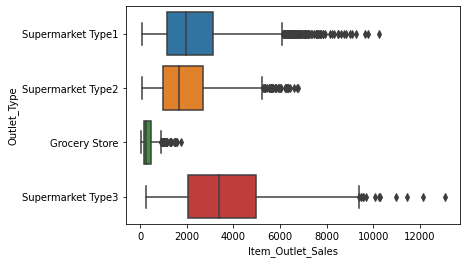 Outlet_Type
Supermarket Type1
Supermarket Type2
Grocery Store
Supermarket Type3
0 2000 4000 6000 8000 10000 12000
Item_Outlet_Sales